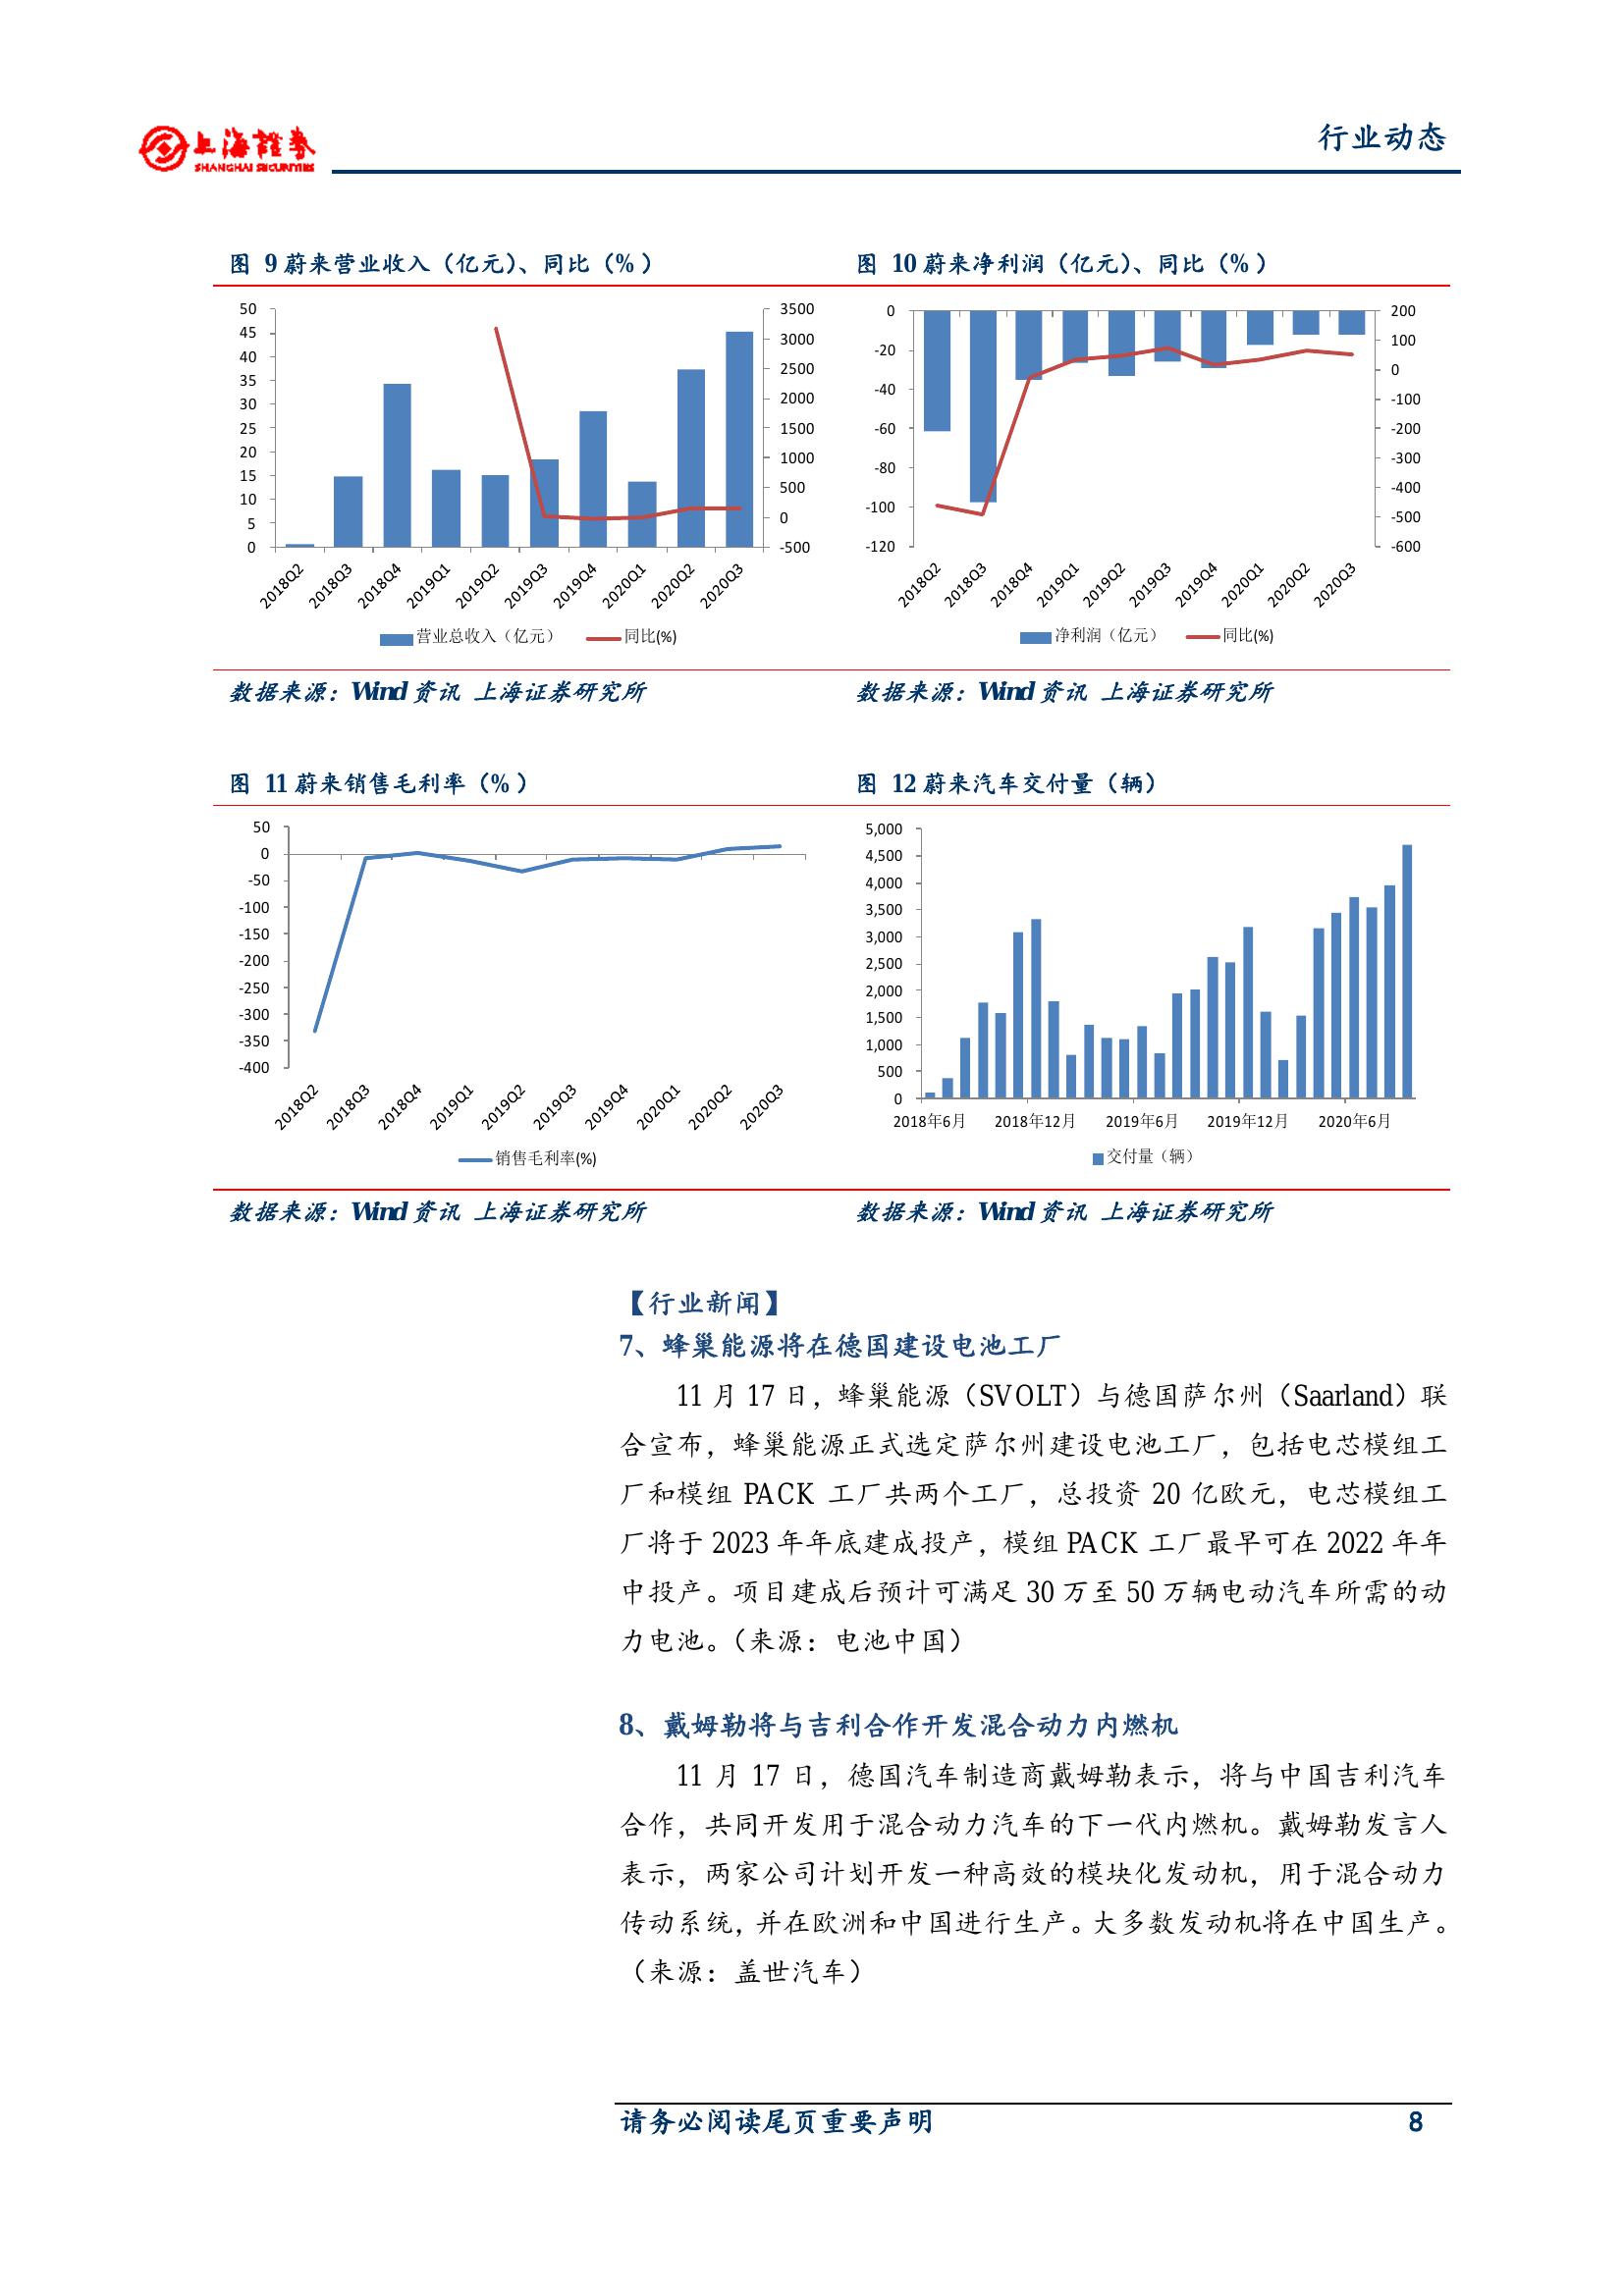 上海證券
SHANGHAI SECURITIES
行业动态
图 9 蔚来营业收入（亿元）、同比（%）
50
45
40
35
30
25
20
15
10
5
0
3500
3000
2500
2000
1500
1000
500
0
-500
2018Q2
2018Q3
2018Q4
2019Q1
2019Q2
2019Q3
2019Q4
2020Q1
2020Q2
2020Q3
营业总收入（亿元） 同比(%)
数据来源：Wind 资讯 上海证券研究所
图 10 蔚来净利润（亿元）、同比（%）
0
-20
-40
-60
-80
-100
-120
200
100
0
-100
-200
-300
-400
-500
-600
2018Q2
2018Q3
2018Q4
2019Q1
2019Q2
2019Q3
2019Q4
2020Q1
2020Q2
2020Q3
净利润（亿元） 同比(%)
数据来源：Wind 资讯 上海证券研究所
图 11 蔚来销售毛利率（%）
50
0
-50
-100
-150
-200
-250
-300
-350
-400
2018Q2
2018Q3
2018Q4
2019Q1
2019Q2
2019Q3
2019Q4
2020Q1
2020Q2
2020Q3
销售毛利率(%)
数据来源：Wind 资讯 上海证券研究所
图 12 蔚来汽车交付量（辆）
5,000
4,500
4,000
3,500
3,000
2,500
2,000
1,500
1,000
500
0
2018年6月 2018年12月 2019年6月 2019年12月 2020年6月
交付量（辆）
数据来源：Wind 资讯 上海证券研究所
【行业新闻】
7、蜂巢能源将在德国建设电池工厂
11 月 17 日，蜂巢能源（SVOLT）与德国萨尔州（Saarland）联
合宣布，蜂巢能源正式选定萨尔州建设电池工厂，包括电芯模组工
厂和模组 PACK 工厂共两个工厂，总投资 20 亿欧元，电芯模组工
厂将于 2023 年年底建成投产，模组 PACK 工厂最早可在 2022 年年
中投产。项目建成后预计可满足 30 万至 50 万辆电动汽车所需的动
力电池。（来源：电池中国）
8、戴姆勒将与吉利合作开发混合动力内燃机
11 月 17 日，德国汽车制造商戴姆勒表示，将与中国吉利汽车
合作，共同开发用于混合动力汽车的下一代内燃机。戴姆勒发言人
表示，两家公司计划开发一种高效的模块化发动机，用于混合动力
传动系统，并在欧洲和中国进行生产。大多数发动机将在中国生产。
（来源：盖世汽车）
请务必阅读尾页重要声明 8